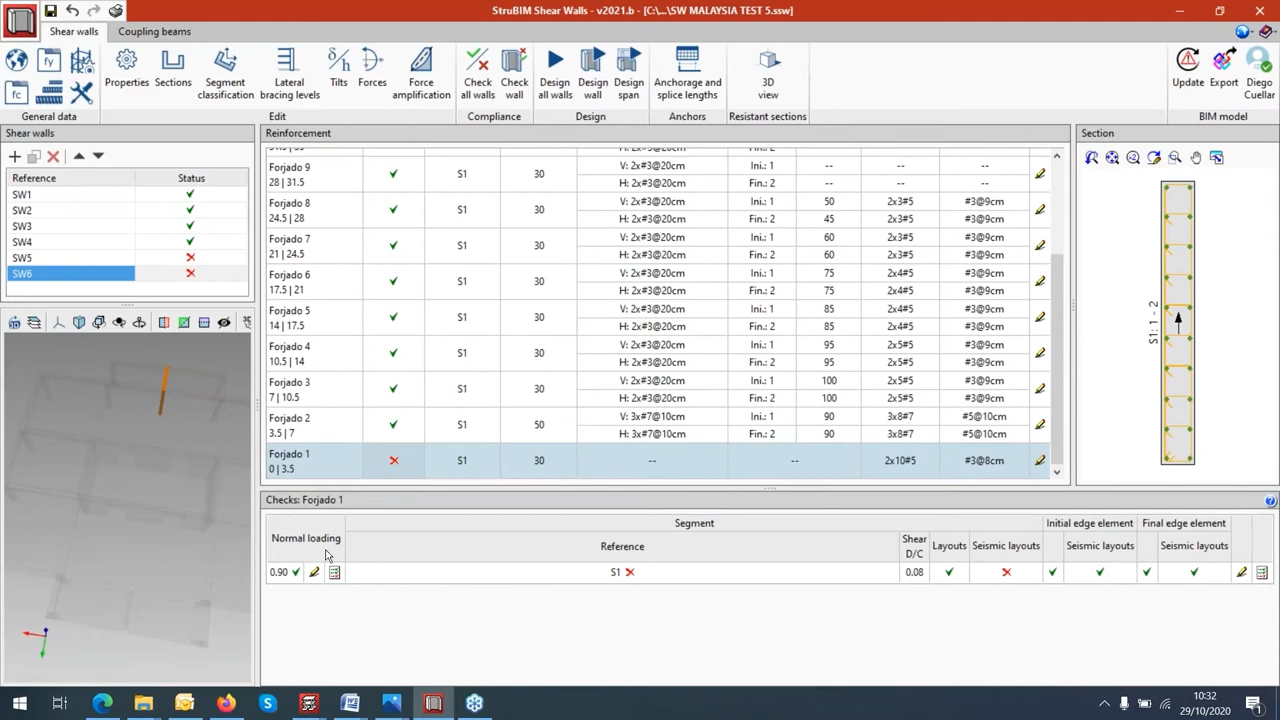 StruBIM Shear Walls - v2021.b - [C:\...\SW MALAYSIA TEST 5.ssw]
Shear walls
Coupling beams
fy
fc
General data
Properties
Sections
Segment classification
Lateral bracing levels
Tilts
Forces
Force amplification
Edit
Check all walls
Check wall
Compliance
Design all walls
Design wall
Design span
Design
Anchorage and splice lengths
Anchors
3D view
Resistant sections
Update
Export
Diego Cuellar
BIM model
Shear walls
Reference Status
SW1
SW2
SW3
SW4
SW5
SW6
Reinforcement
Forjado 9
28 | 31.5
S1 30
V: 2x#3@20cm Ini.: 1 -- --
H: 2x#3@20cm Fin.: 2 -- --
Forjado 8
24.5 | 28
S1 30
V: 2x#3@20cm Ini.: 1 50 2x3#5 #3@9cm
H: 2x#3@20cm Fin.: 2 45 2x3#5 #3@9cm
Forjado 7
21 | 24.5
S1 30
V: 2x#3@20cm Ini.: 1 60 2x3#5 #3@9cm
H: 2x#3@20cm Fin.: 2 60 2x3#5 #3@9cm
Forjado 6
17.5 | 21
S1 30
V: 2x#3@20cm Ini.: 1 75 2x4#5 #3@9cm
H: 2x#3@20cm Fin.: 2 75 2x4#5 #3@9cm
Forjado 5
14 | 17.5
S1 30
V: 2x#3@20cm Ini.: 1 85 2x4#5 #3@9cm
H: 2x#3@20cm Fin.: 2 85 2x4#5 #3@9cm
Forjado 4
10.5 | 14
S1 30
V: 2x#3@20cm Ini.: 1 95 2x4#5 #3@9cm
H: 2x#3@20cm Fin.: 2 95 2x4#5 #3@9cm
Forjado 3
7 | 10.5
S1 30
V: 2x#3@20cm Ini.: 1 100 2x5#5 #3@9cm
H: 2x#3@20cm Fin.: 2 100 2x5#5 #3@9cm
Forjado 2
3.5 | 7
S1 50
V: 3x#7@10cm Ini.: 1 90 3x8#7 #5@10cm
H: 3x#7@10cm Fin.: 2 90 3x8#7 #5@10cm
Forjado 1
0 | 3.5
S1 30 -- -- 2x10#5 #3@8cm
Section
S1: 1 - 2
Checks: Forjado 1
Normal loading
Segment
Initial edge element
Final edge element
Reference
Shear D/C
Layouts
Seismic layouts
Seismic layouts
Seismic layouts
0.90
S1
0.08
10:32
29/10/2020